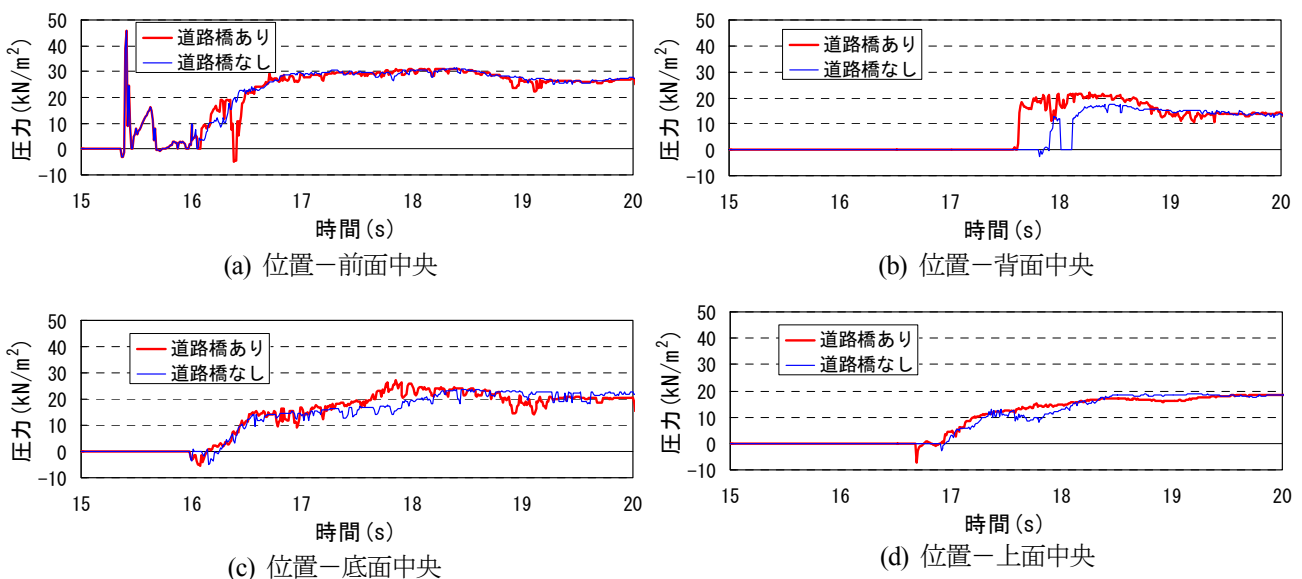 50
40
30
20
10
0
-10
圧力(kN/m²)
道路橋あり
道路橋なし
15 16 17 18 19 20
時間(s)
(a) 位置－前面中央
50
40
30
20
10
0
-10
圧力(kN/m²)
道路橋あり
道路橋なし
15 16 17 18 19 20
時間(s)
(b) 位置－背面中央
50
40
30
20
10
0
-10
圧力(kN/m²)
道路橋あり
道路橋なし
15 16 17 18 19 20
時間(s)
(c) 位置－底面中央
50
40
30
20
10
0
-10
圧力(kN/m²)
道路橋あり
道路橋なし
15 16 17 18 19 20
時間(s)
(d) 位置－上面中央